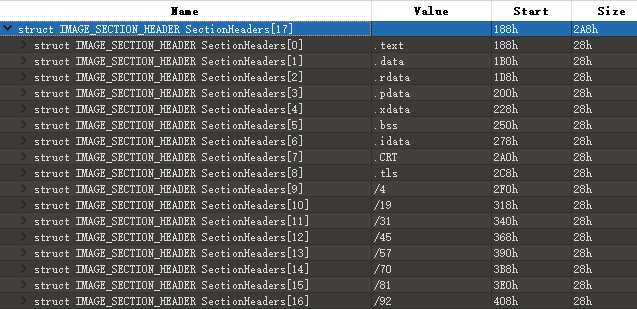 Name Value Start Size
struct IMAGE_SECTION_HEADER SectionHeaders[17] 188h 2A8h
struct IMAGE_SECTION_HEADER SectionHeaders[0] .text 188h 28h
struct IMAGE_SECTION_HEADER SectionHeaders[1] .data 1B0h 28h
struct IMAGE_SECTION_HEADER SectionHeaders[2] .rdata 1D8h 28h
struct IMAGE_SECTION_HEADER SectionHeaders[3] .pdata 200h 28h
struct IMAGE_SECTION_HEADER SectionHeaders[4] .xdata 228h 28h
struct IMAGE_SECTION_HEADER SectionHeaders[5] .bss 250h 28h
struct IMAGE_SECTION_HEADER SectionHeaders[6] .idata 278h 28h
struct IMAGE_SECTION_HEADER SectionHeaders[7] .CRT 2A0h 28h
struct IMAGE_SECTION_HEADER SectionHeaders[8] .tls 2C8h 28h
struct IMAGE_SECTION_HEADER SectionHeaders[9] /4 2F0h 28h
struct IMAGE_SECTION_HEADER SectionHeaders[10] /19 318h 28h
struct IMAGE_SECTION_HEADER SectionHeaders[11] /31 340h 28h
struct IMAGE_SECTION_HEADER SectionHeaders[12] /45 368h 28h
struct IMAGE_SECTION_HEADER SectionHeaders[13] /57 390h 28h
struct IMAGE_SECTION_HEADER SectionHeaders[14] /70 3B8h 28h
struct IMAGE_SECTION_HEADER SectionHeaders[15] /81 3E0h 28h
struct IMAGE_SECTION_HEADER SectionHeaders[16] /92 408h 28h